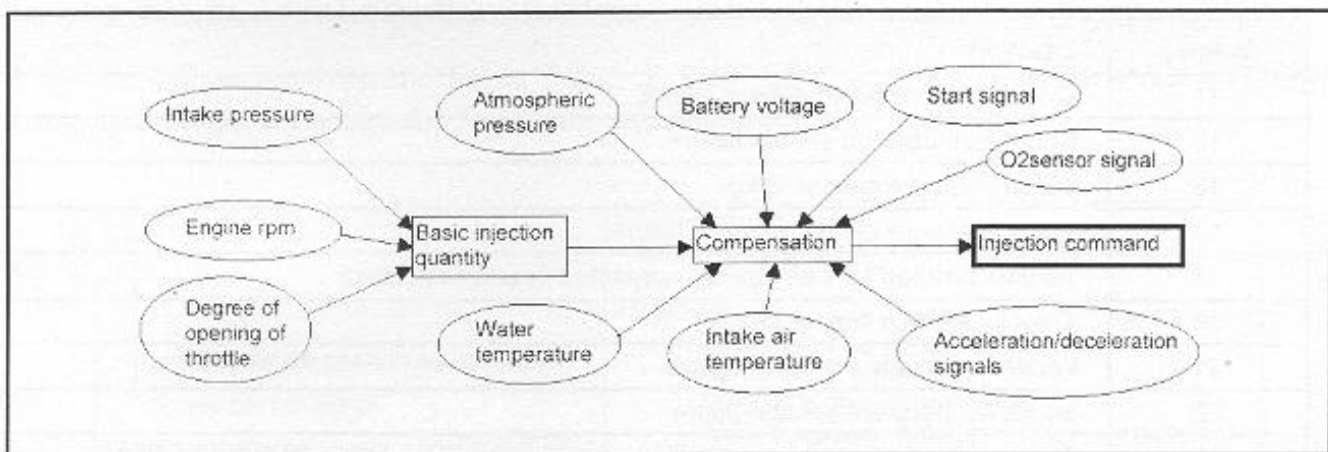 Intake pressure
Atmospheric
pressure
Battery voltage
Start signal
O2sensor signal
Engine rpm
Basic injection
quantity
Compensation
Injection command
Degree of
opening of
throttle
Water
temperature
Intake air
temperature
Acceleration/deceleration
signals